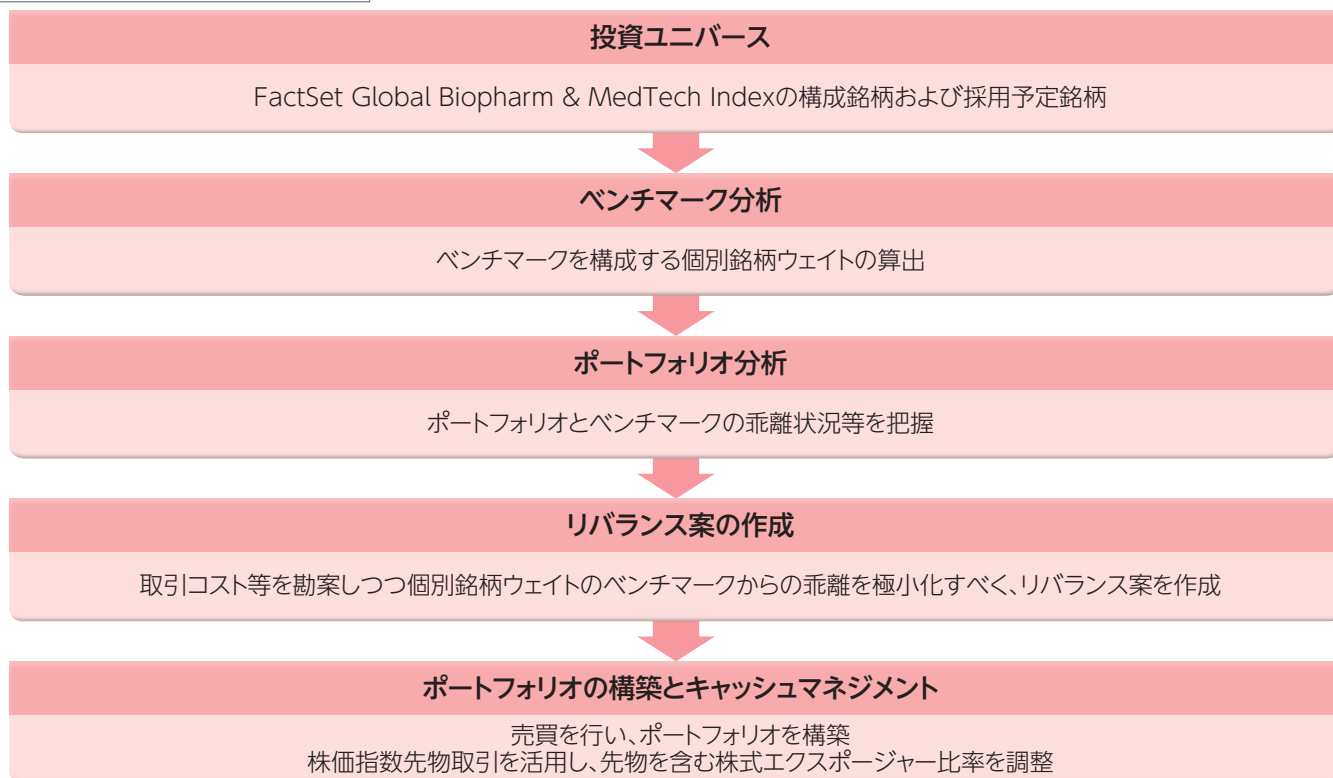 投資ユニバース
FactSet Global Biopharm & MedTech Indexの構成銘柄および採用予定銘柄
ベンチマーク分析
ベンチマークを構成する個別銘柄ウェイトの算出
ポートフォリオ分析
ポートフォリオとベンチマークの乖離状況等を把握
リバランス案の作成
取引コスト等を勘案しつつ個別銘柄ウェイトのベンチマークからの乖離を極小化すべく、リバランス案を作成
ポートフォリオの構築とキャッシュマネジメント
売買を行い、ポートフォリオを構築
株価指数先物取引を活用し、先物を含む株式エクスポージャー比率を調整